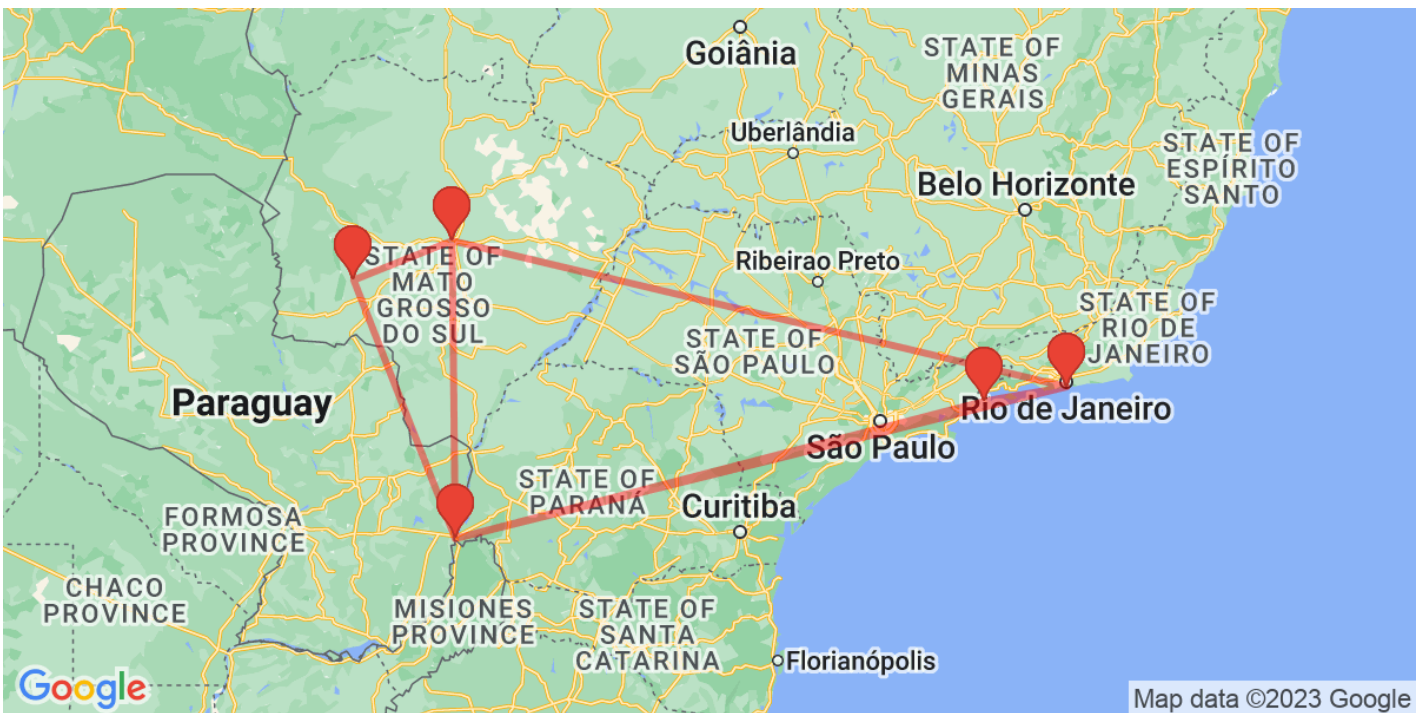 Goiânia
STATE OF
MINAS
GERAIS
Uberlândia
STATE OF
ESPÍRITO
SANTO
Belo Horizonte
STATE OF
MATO
GROSSO
DO SUL
Ribeirao Preto
STATE OF
RIO DE
JANEIRO
STATE OF
SÃO PAULO
Paraguay
Rio de Janeiro
São Paulo
STATE OF
PARANÁ
Curitiba
FORMOSA
PROVINCE
CHACO
PROVINCE
MISIONES
PROVINCE
STATE OF
SANTA
CATARINA
Florianópolis
Google
Map data ©2023 Google